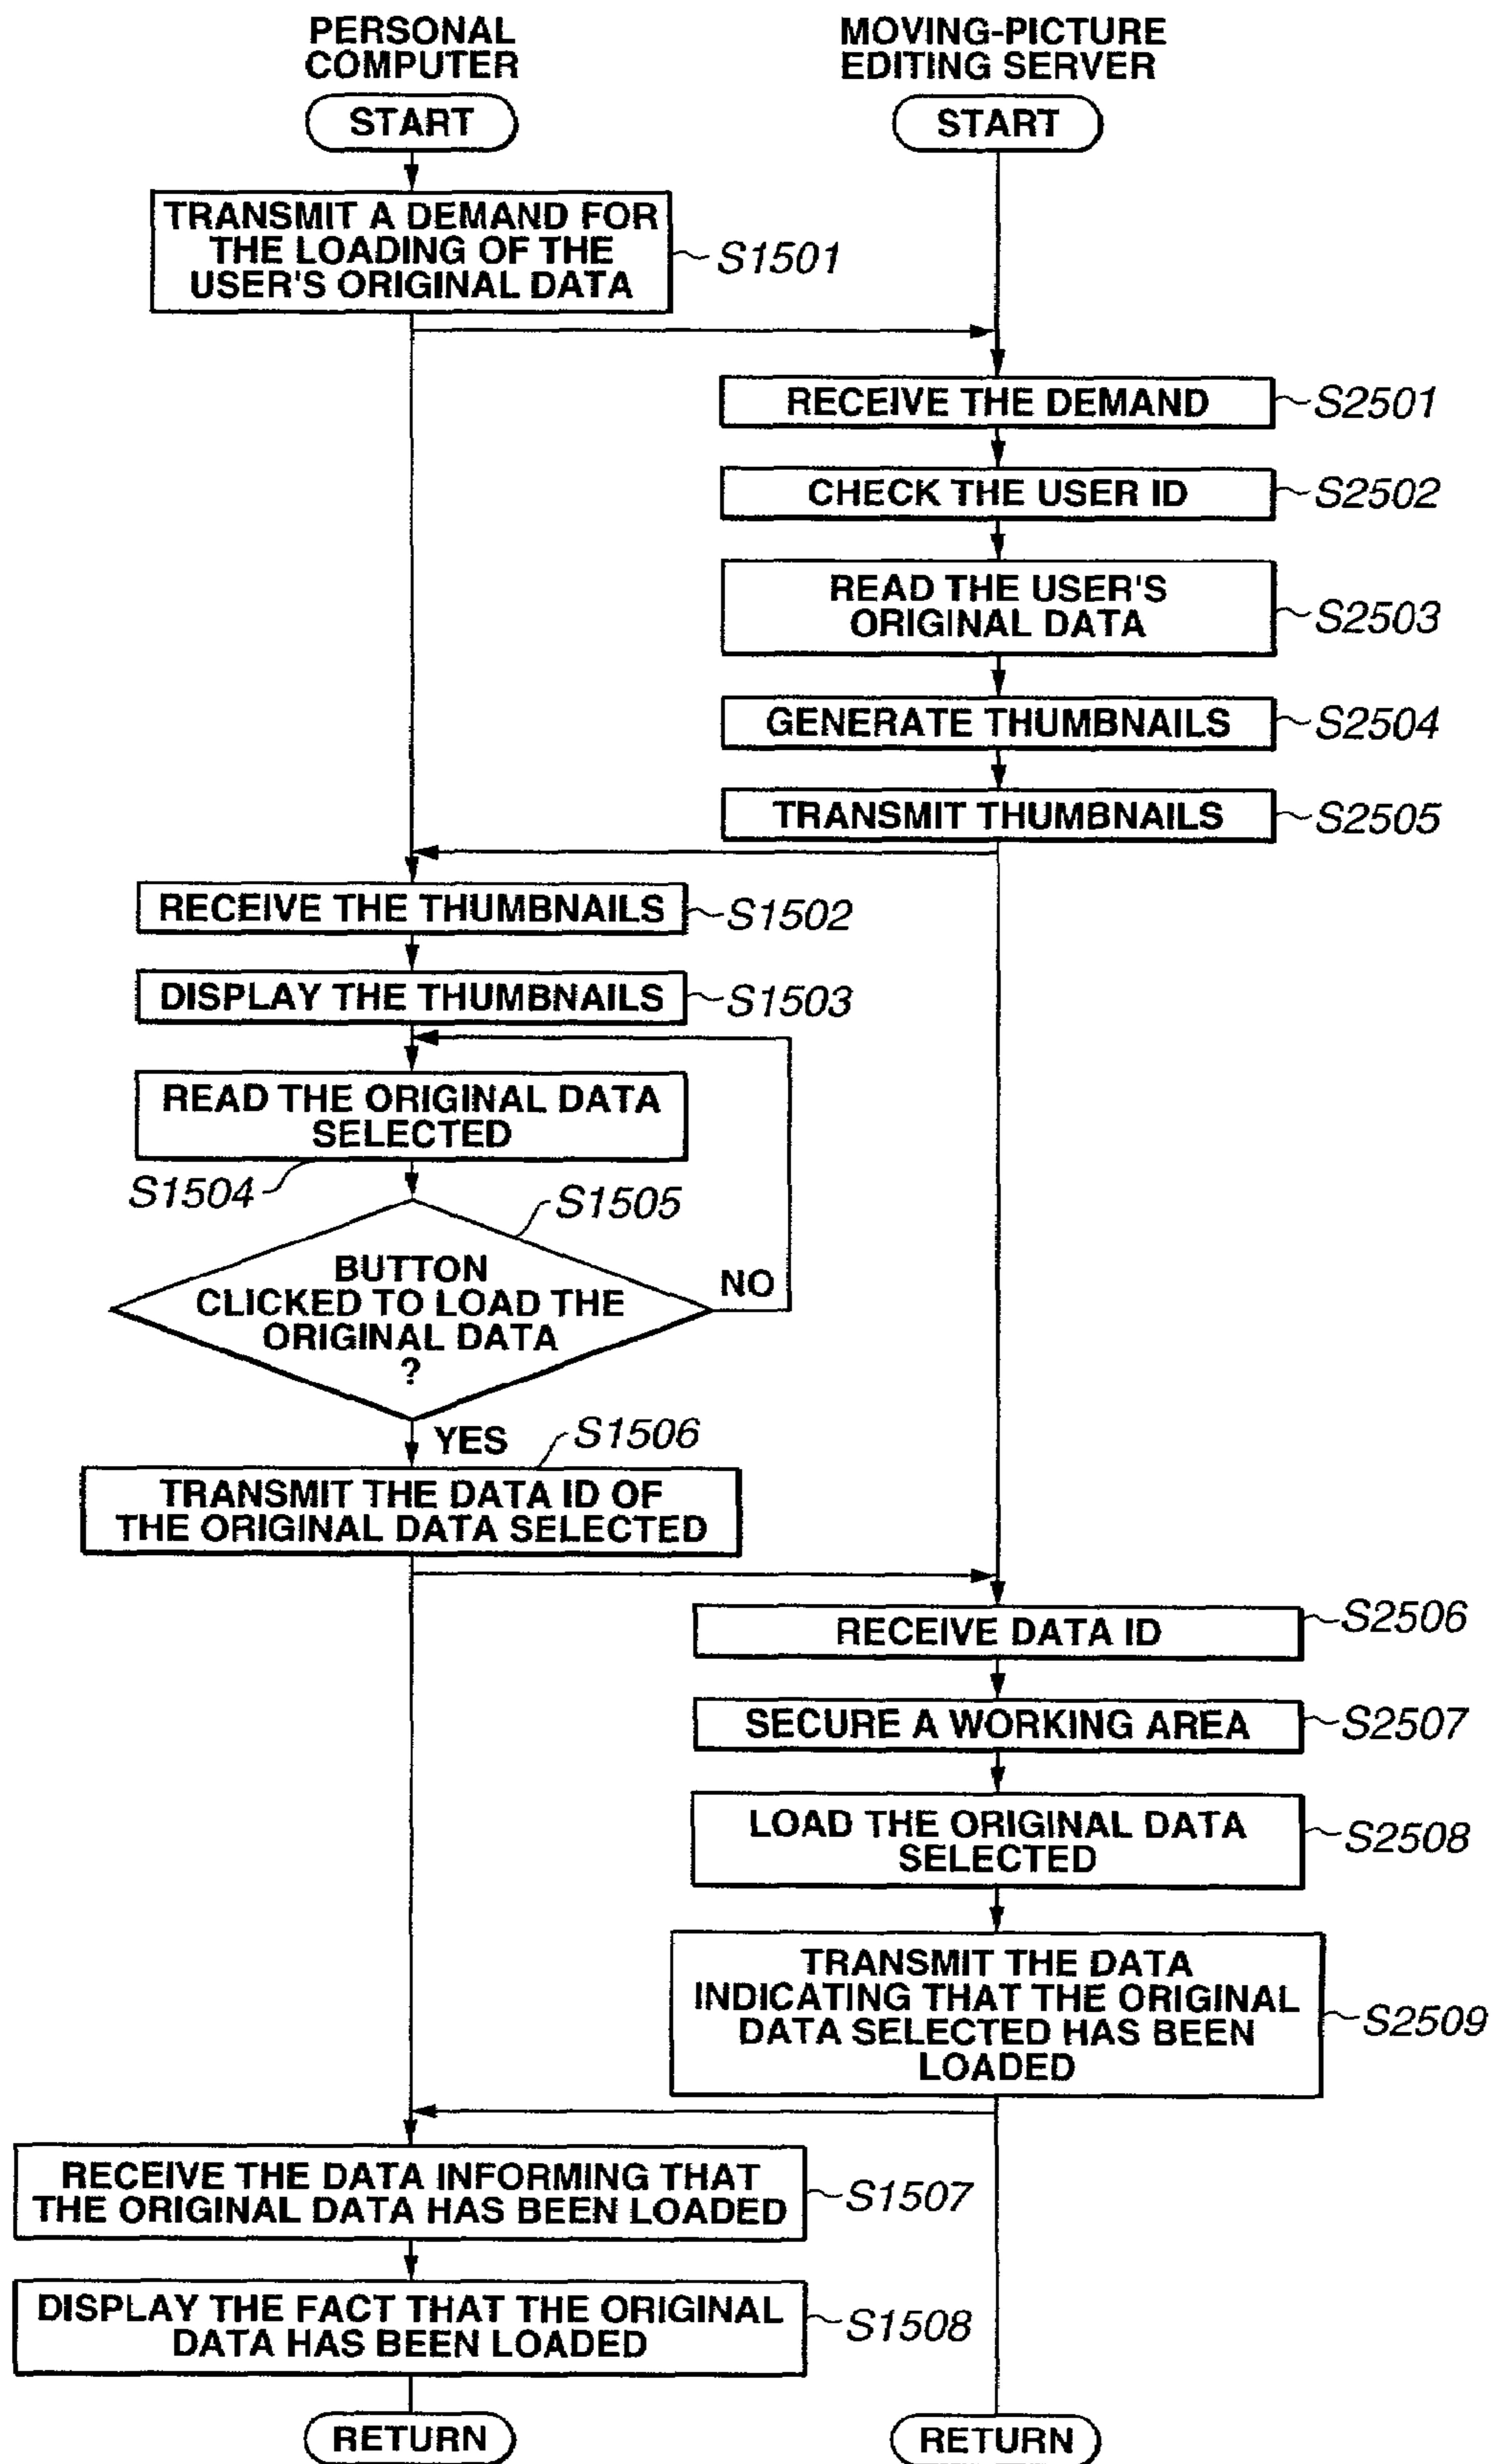 PERSONAL
COMPUTER
MOVING-PICTURE
EDITING SERVER
START
START
TRANSMIT A DEMAND FOR
THE LOADING OF THE
USER'S ORIGINAL DATA
S1501
RECEIVE THE DEMAND
S2501
CHECK THE USER ID
S2502
READ THE USER'S
ORIGINAL DATA
S2503
GENERATE THUMBNAILS
S2504
TRANSMIT THUMBNAILS
S2505
RECEIVE THE THUMBNAILS
S1502
DISPLAY THE THUMBNAILS
S1503
READ THE ORIGINAL DATA
SELECTED
S1504
S1505
BUTTON
CLICKED TO LOAD THE
ORIGINAL DATA
?
NO
YES
S1506
TRANSMIT THE DATA ID OF
THE ORIGINAL DATA SELECTED
RECEIVE DATA ID
S2506
SECURE A WORKING AREA
S2507
LOAD THE ORIGINAL DATA
SELECTED
S2508
TRANSMIT THE DATA
INDICATING THAT THE ORIGINAL
DATA SELECTED HAS BEEN
LOADED
S2509
RECEIVE THE DATA INFORMING THAT
THE ORIGINAL DATA HAS BEEN LOADED
S1507
DISPLAY THE FACT THAT THE ORIGINAL
DATA HAS BEEN LOADED
S1508
RETURN
RETURN